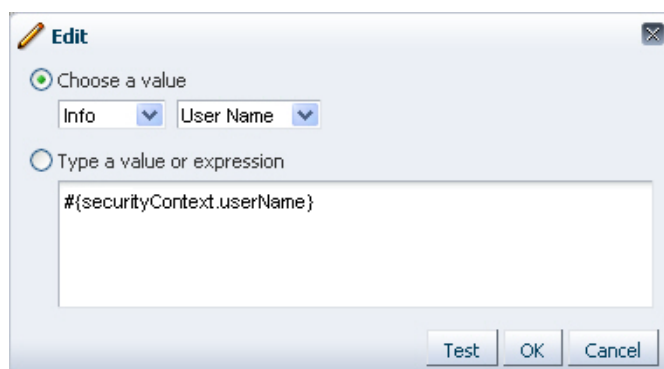 Edit
Choose a value
Info User Name
Type a value or expression
#{securityContext.userName}
Test OK Cancel